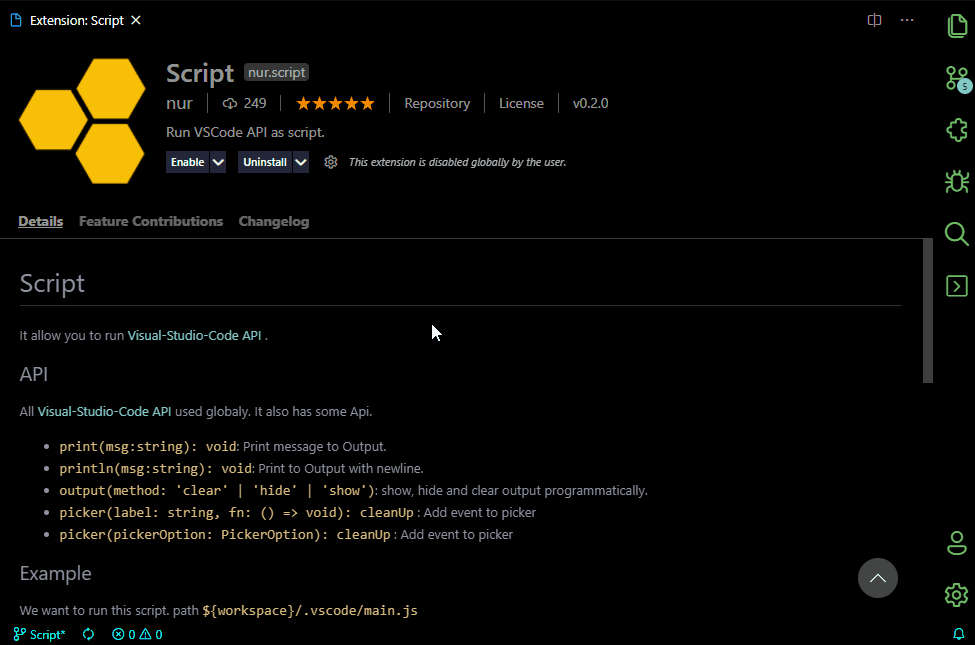 Extension: Script
Script nur.script
nur 249 Repository License v0.2.0
Run VSCode API as script.
Enable Uninstall This extension is disabled globally by the user.
Details Feature Contributions Changelog
Script
It allow you to run Visual-Studio-Code API .
API
All Visual-Studio-Code API used globaly. It also has some Api.
print(msg:string): void: Print message to Output.
println(msg:string): void: Print to Output with newline.
output(method: 'clear' | 'hide' | 'show'): show, hide and clear output programmatically.
picker(label: string, fn: () => void): cleanUp : Add event to picker
picker(pickerOption: PickerOption): cleanUp : Add event to picker
Example
We want to run this script. path ${workspace}/.vscode/main.js
Script* 0 0
5